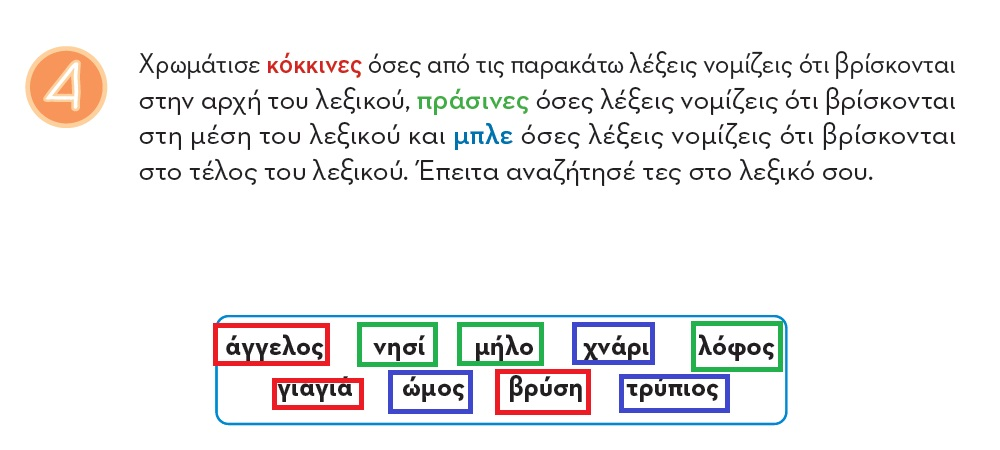 4
Χρωμάτισε κόκκινες όσες από τις παρακάτω λέξεις νομίζεις ότι βρίσκονται
στην αρχή του λεξικού, πράσινες όσες λέξεις νομίζεις ότι βρίσκονται
στη μέση του λεξικού και μπλε όσες λέξεις νομίζεις ότι βρίσκονται
στο τέλος του λεξικού. Έπειτα αναζήτησέ τες στο λεξικό σου.
άγγελος νησί μήλο χνάρι λόφος
γιαγιά ώμος βρύση τρύπιος